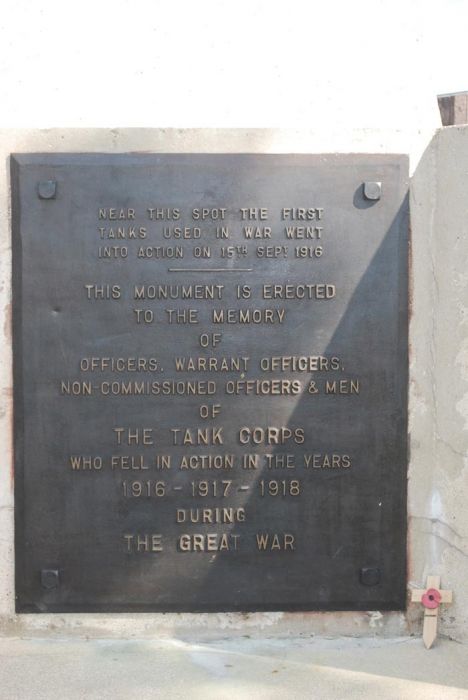 NEAR THIS SPOT THE FIRST
TANKS USED IN WAR WENT
INTO ACTION ON 15TH SEPT 1916
THIS MONUMENT IS ERECTED
TO THE MEMORY
OF
OFFICERS, WARRANT OFFICERS,
NON-COMMISSIONED OFFICERS & MEN
OF
THE TANK CORPS
WHO FELL IN ACTION IN THE YEARS
1916 - 1917 - 1918
DURING
THE GREAT WAR